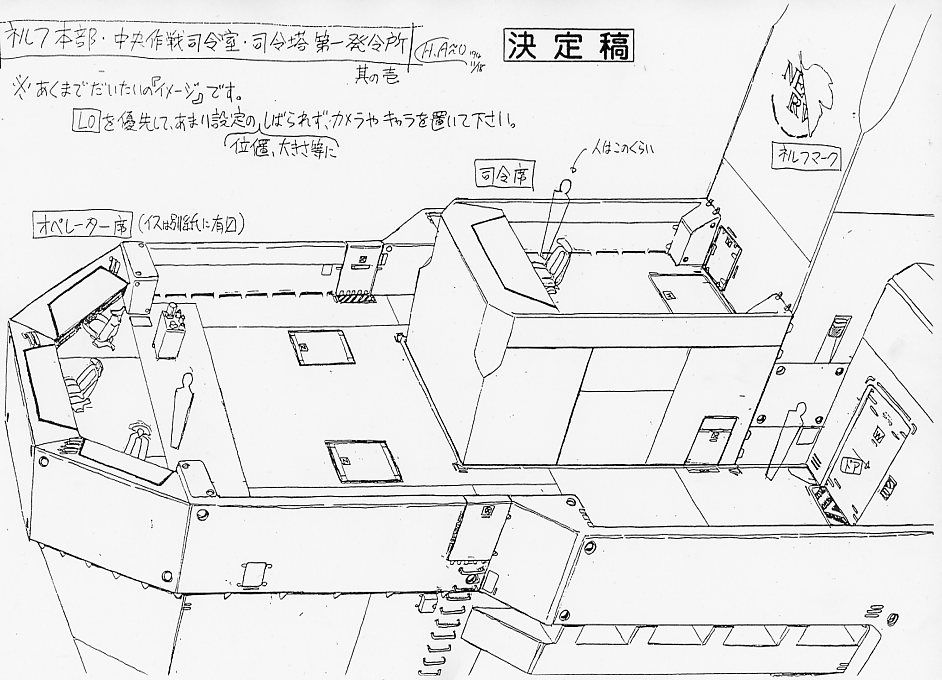 ネルフ本部・中央作戦司令室・司令塔第一発令所
其の壱
H.ANO '94 11/18
決定稿
※あくまでだいたいの『イメージ』です。
LOを優先して、あまり設定の位置、大きさ等にしばられず、カメラやキャラを置いて下さい。
NERV
ネルフマーク
人はこのくらい
司令席
オペレーター席(イスは別紙に有り)
ドア